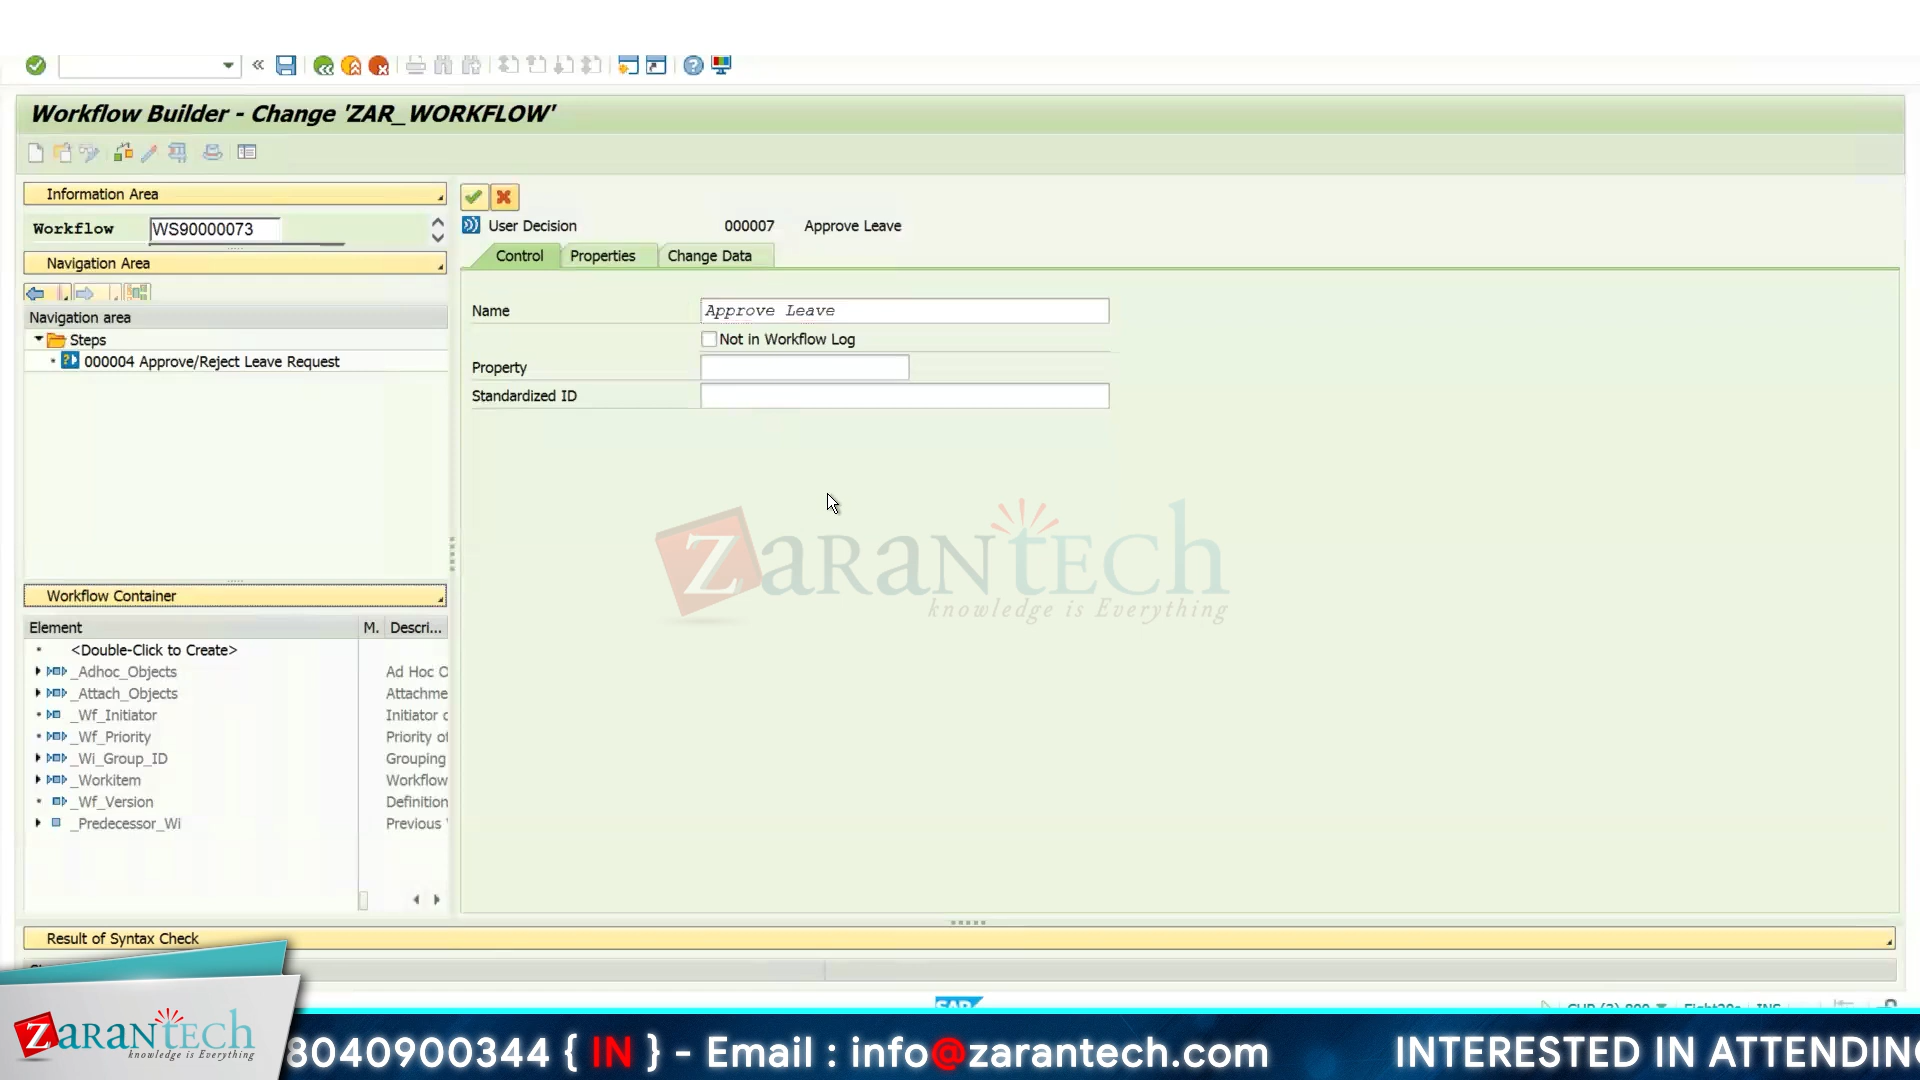 Workflow Builder - Change 'ZAR_WORKFLOW'
Information Area
Workflow WS90000073
Navigation Area
Navigation area
Steps
000004 Approve/Reject Leave Request
Workflow Container
Element M. Descri...
<Double-Click to Create>
_Adhoc_Objects Ad Hoc O
_Attach_Objects Attachme
_Wf_Initiator Initiator
_Wf_Priority Priority of
_Wi_Group_ID Grouping
_Workitem Workflow
_Wf_Version Definition
_Predecessor_Wi Previous
User Decision 000007 Approve Leave
Control Properties Change Data
Name Approve Leave
Not in Workflow Log
Property
Standardized ID
ZARANTECH
knowledge is Everything
Result of Syntax Check
SAP
ZARANTECH
knowledge is Everything
8040900344 { IN } - Email : info@zarantech.com INTERESTED IN ATTENDING